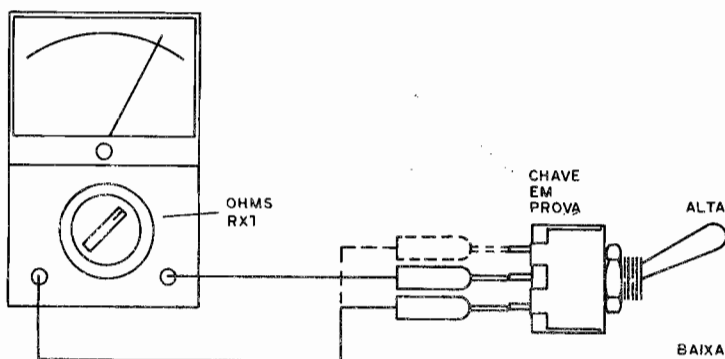 OHMS
RX1
CHAVE
EM
PROVA
ALTA
BAIXA